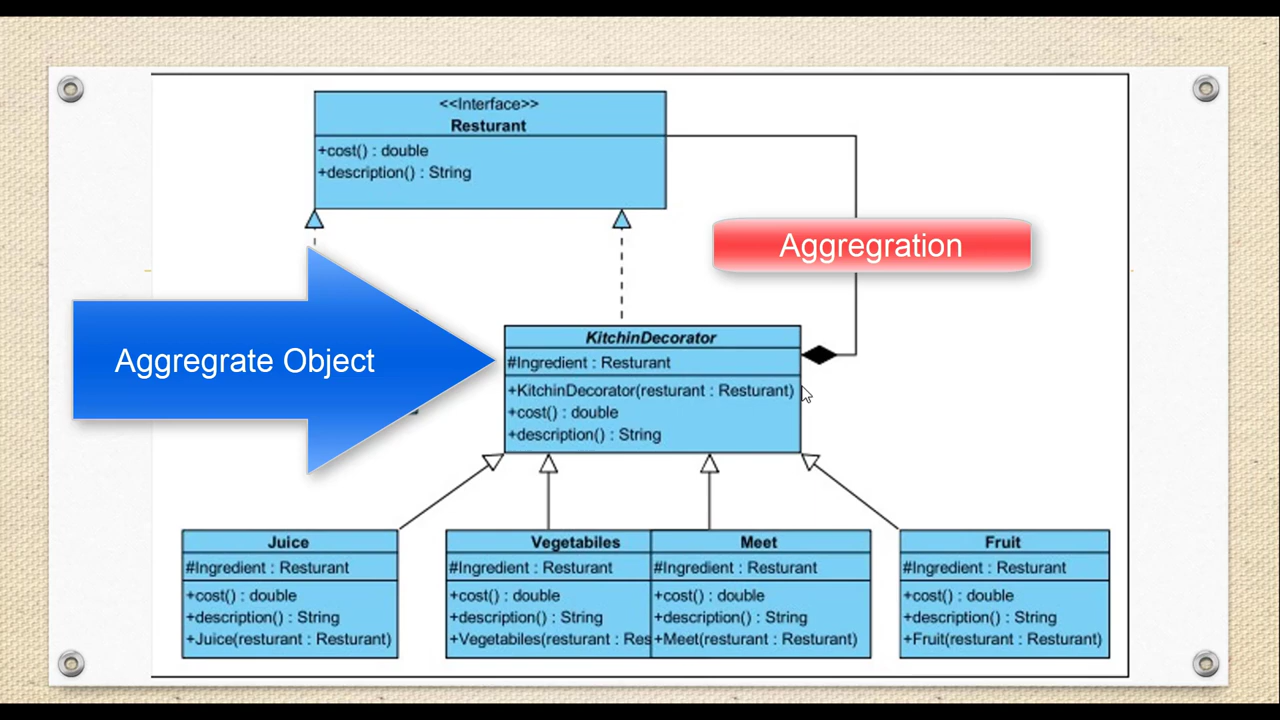 <<Interface>>
Resturant
+cost() : double
+description() : String
Aggregration
Aggregrate Object
KitchinDecorator
#Ingredient : Resturant
+KitchinDecorator(resturant : Resturant)
+cost() : double
+description() : String
Juice
#Ingredient : Resturant
+cost() : double
+description() : String
+Juice(resturant : Resturant)
Vegetabiles
#Ingredient : Resturant
+cost() : double
+description() : String
+Vegetabiles(resturant : Res
Meet
#Ingredient : Resturant
+cost() : double
+description() : String
+Meet(resturant : Resturant)
Fruit
#Ingredient : Resturant
+cost() : double
+description() : String
+Fruit(resturant : Resturant)